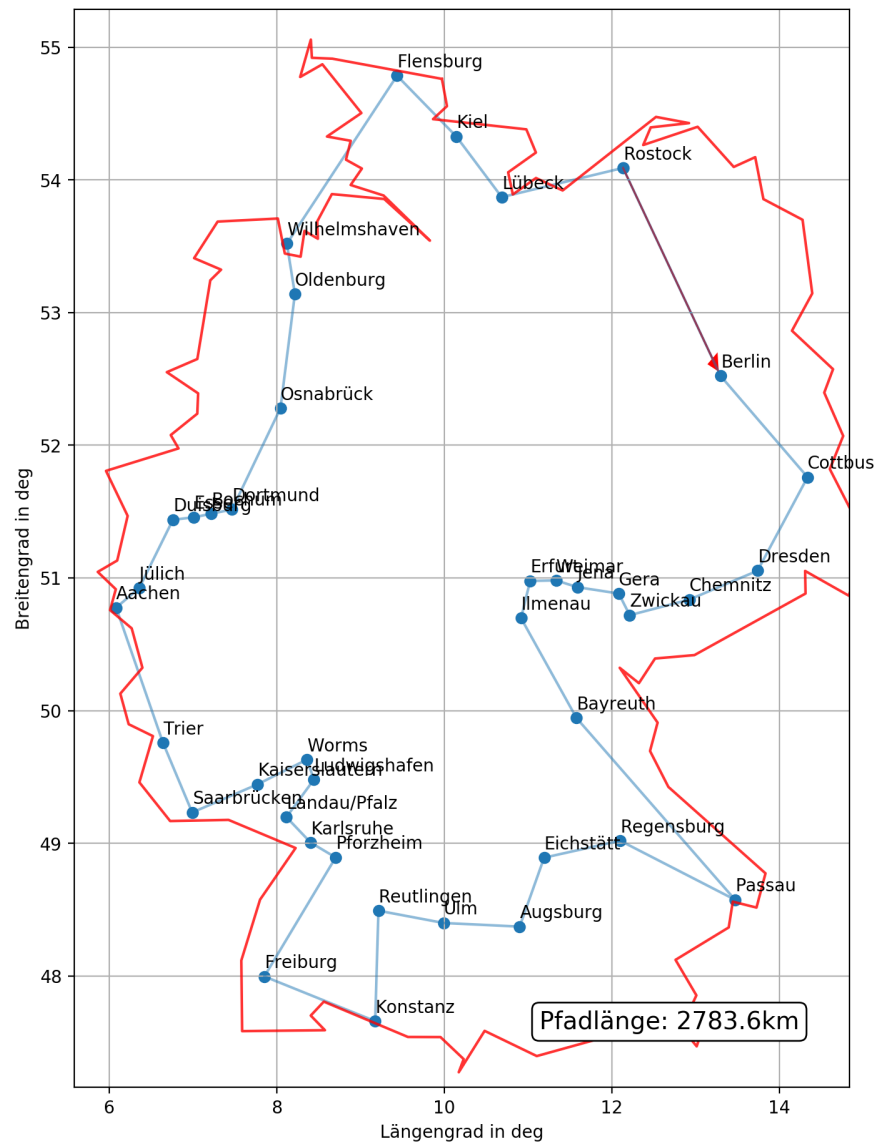 55
54
53
52
51
50
49
48
Breitengrad in deg
Flensburg
Kiel
Rostock
Lübeck
Wilhelmshaven
Oldenburg
Berlin
Osnabrück
Cottbus
Dortmund
Bochum
Essen
Duisburg
Dresden
Erfurt
Weimar
Jena
Gera
Chemnitz
Zwickau
Jülich
Aachen
Ilmenau
Bayreuth
Trier
Worms
Ludwigshafen
Kaiserslautern
Saarbrücken
Landau/Pfalz
Karlsruhe
Pforzheim
Regensburg
Eichstätt
Passau
Reutlingen
Ulm
Augsburg
Freiburg
Konstanz
Pfadlänge: 2783.6km
6 8 10 12 14
Längengrad in deg